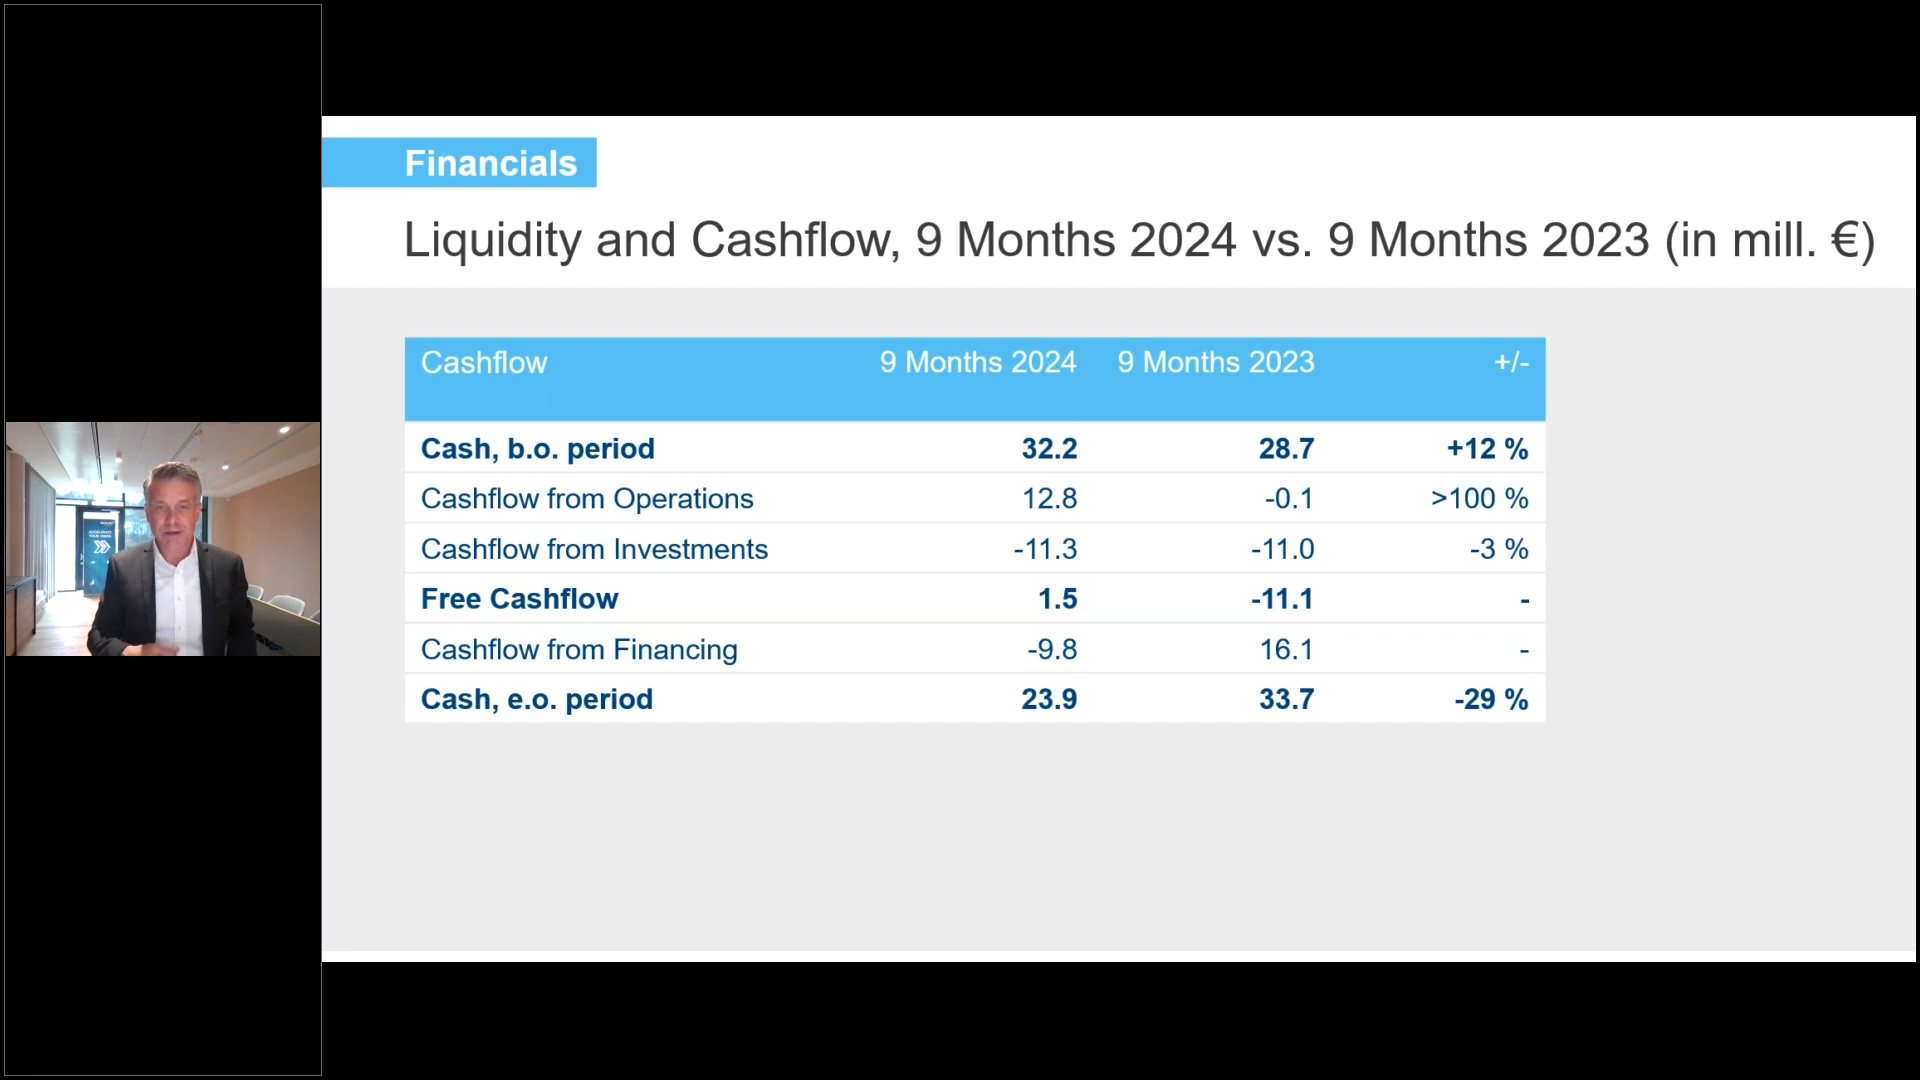 Financials
Liquidity and Cashflow, 9 Months 2024 vs. 9 Months 2023 (in mill. €)
Cashflow 9 Months 2024 9 Months 2023 +/-
Cash, b.o. period 32.2 28.7 +12 %
Cashflow from Operations 12.8 -0.1 >100 %
Cashflow from Investments -11.3 -11.0 -3 %
Free Cashflow 1.5 -11.1 -
Cashflow from Financing -9.8 16.1 -
Cash, e.o. period 23.9 33.7 -29 %